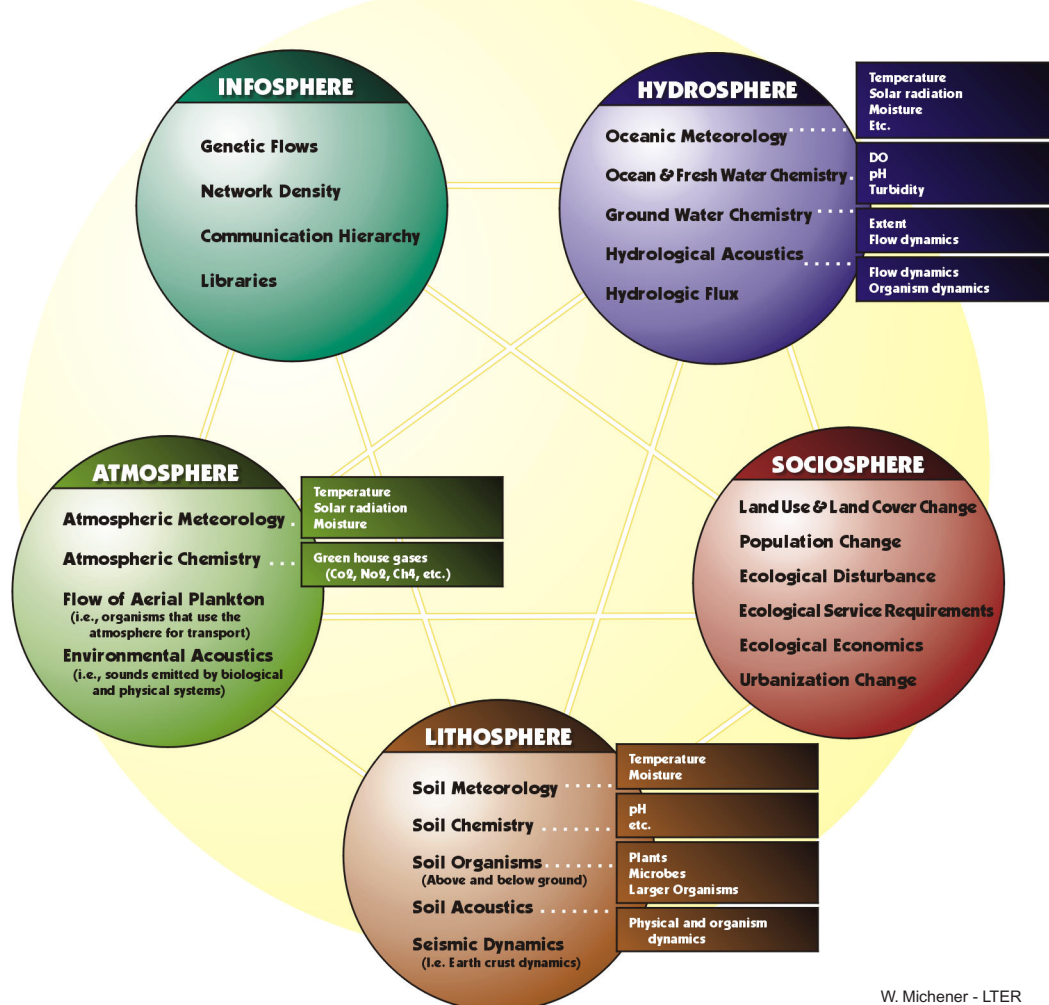 INFOSPHERE
Genetic Flows
Network Density
Communication Hierarchy
Libraries
HYDROSPHERE
Oceanic Meteorology
Ocean & Fresh Water Chemistry
Ground Water Chemistry
Hydrological Acoustics
Hydrologic Flux
Temperature
Solar radiation
Moisture
Etc.
DO
pH
Turbidity
Extent
Flow dynamics
Flow dynamics
Organism dynamics
ATMOSPHERE
Atmospheric Meteorology
Atmospheric Chemistry
Flow of Aerial Plankton
(i.e., organisms that use the
atmosphere for transport)
Environmental Acoustics
(i.e., sounds emitted by biological
and physical systems)
Temperature
Solar radiation
Moisture
Green house gases
(Co2, No2, Ch4, etc.)
SOCIOSPHERE
Land Use & Land Cover Change
Population Change
Ecological Disturbance
Ecological Service Requirements
Ecological Economics
Urbanization Change
LITHOSPHERE
Soil Meteorology
Soil Chemistry
Soil Organisms
(Above and below ground)
Soil Acoustics
Seismic Dynamics
(I.e. Earth crust dynamics)
Temperature
Moisture
pH
etc.
Plants
Microbes
Larger Organisms
Physical and organism
dynamics
W. Michener - LTER